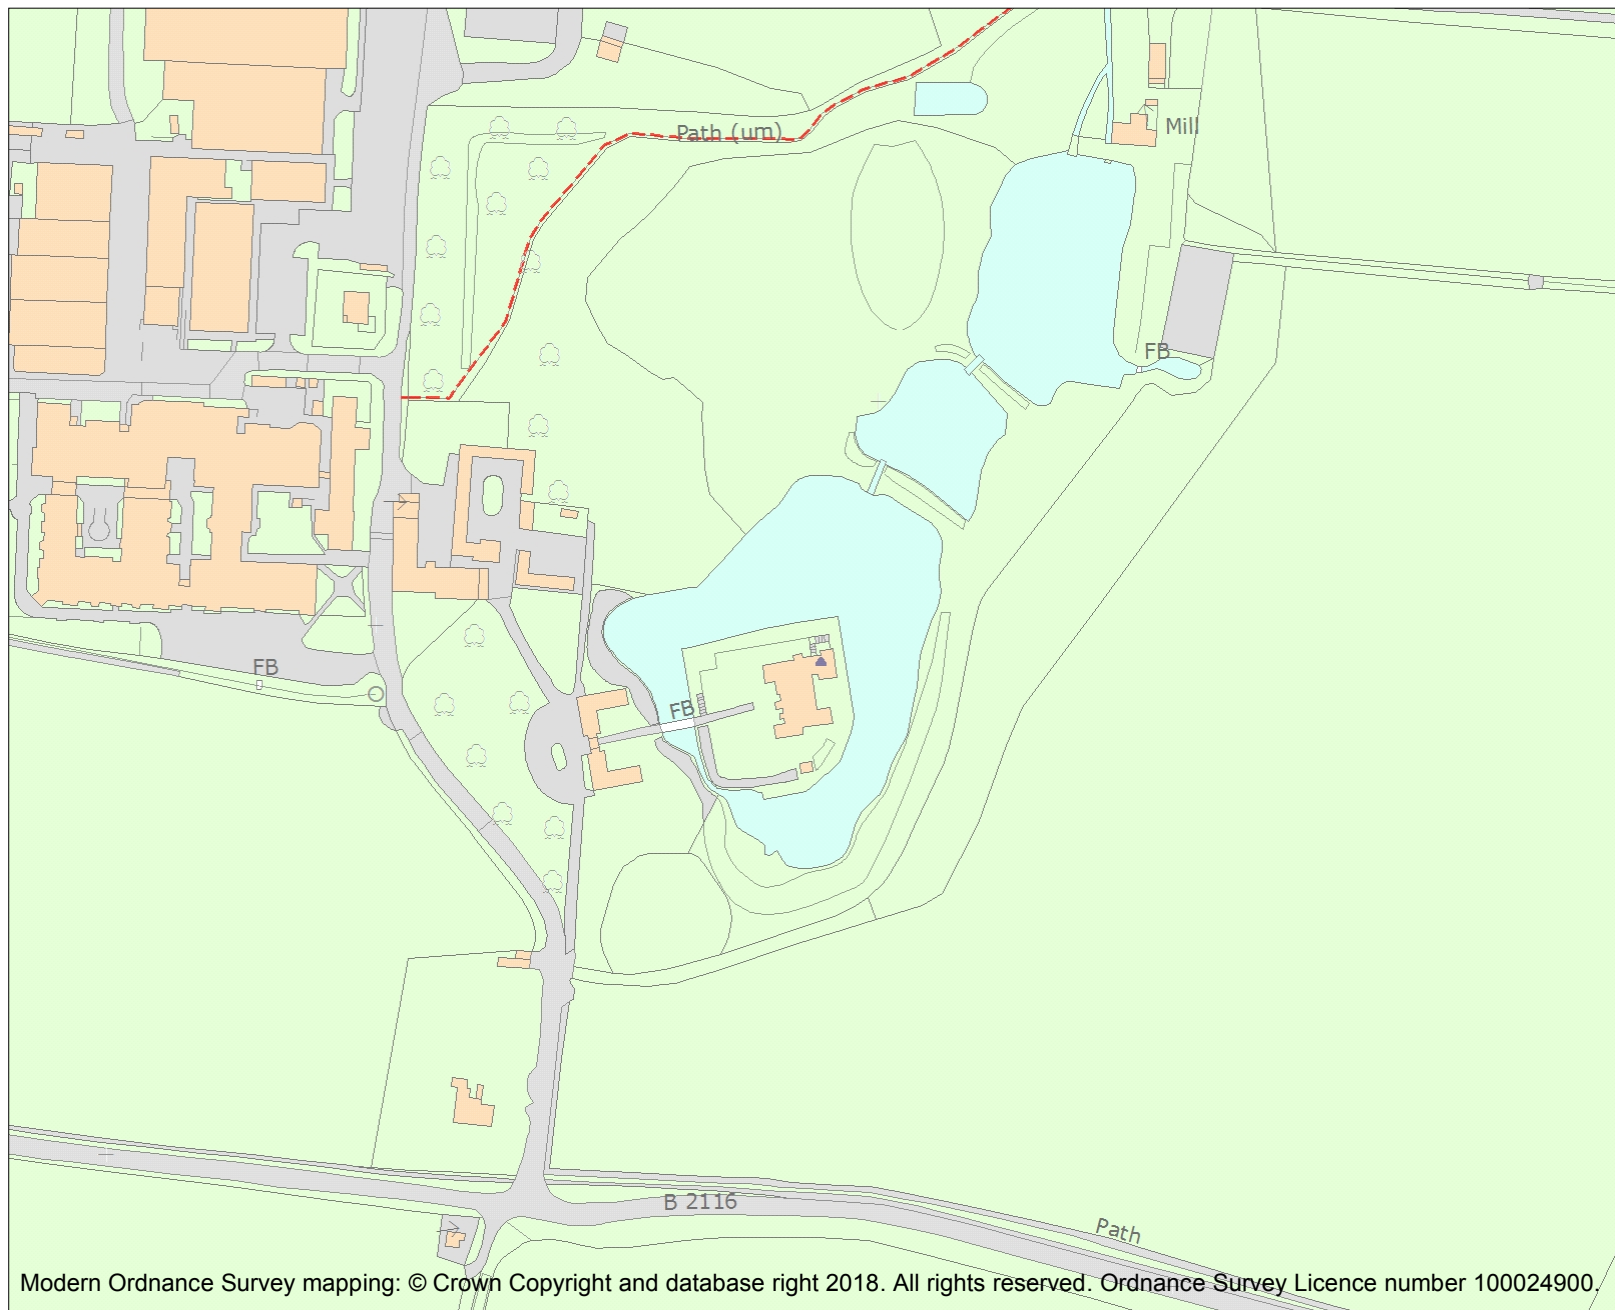 Path (um)
Mill
FB
FB
FB
B 2116
Path
Modern Ordnance Survey mapping: © Crown Copyright and database right 2018. All rights reserved. Ordnance Survey Licence number 100024900.